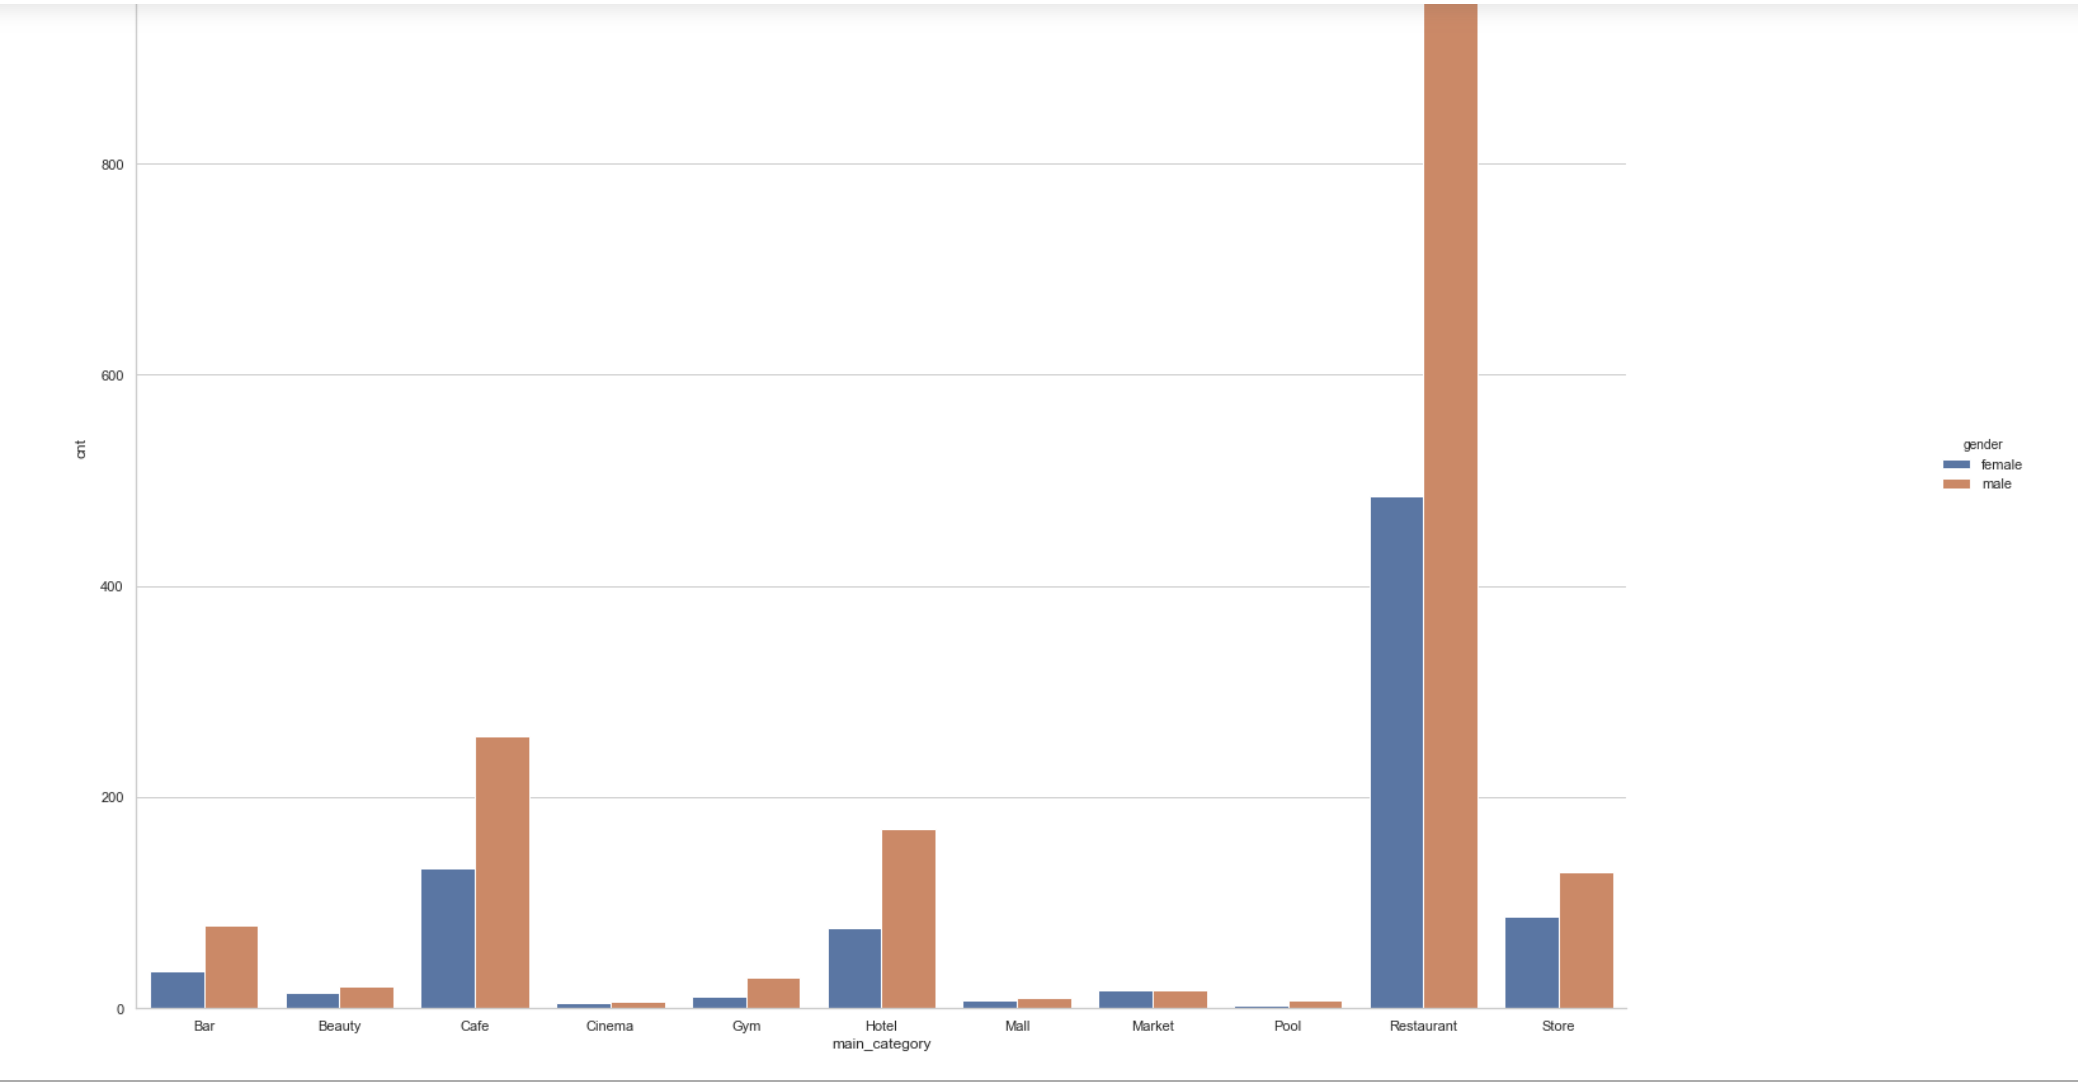 800
600
400
200
0
cnt
Bar Beauty Cafe Cinema Gym Hotel Mall Market Pool Restaurant Store
main_category
gender
female
male